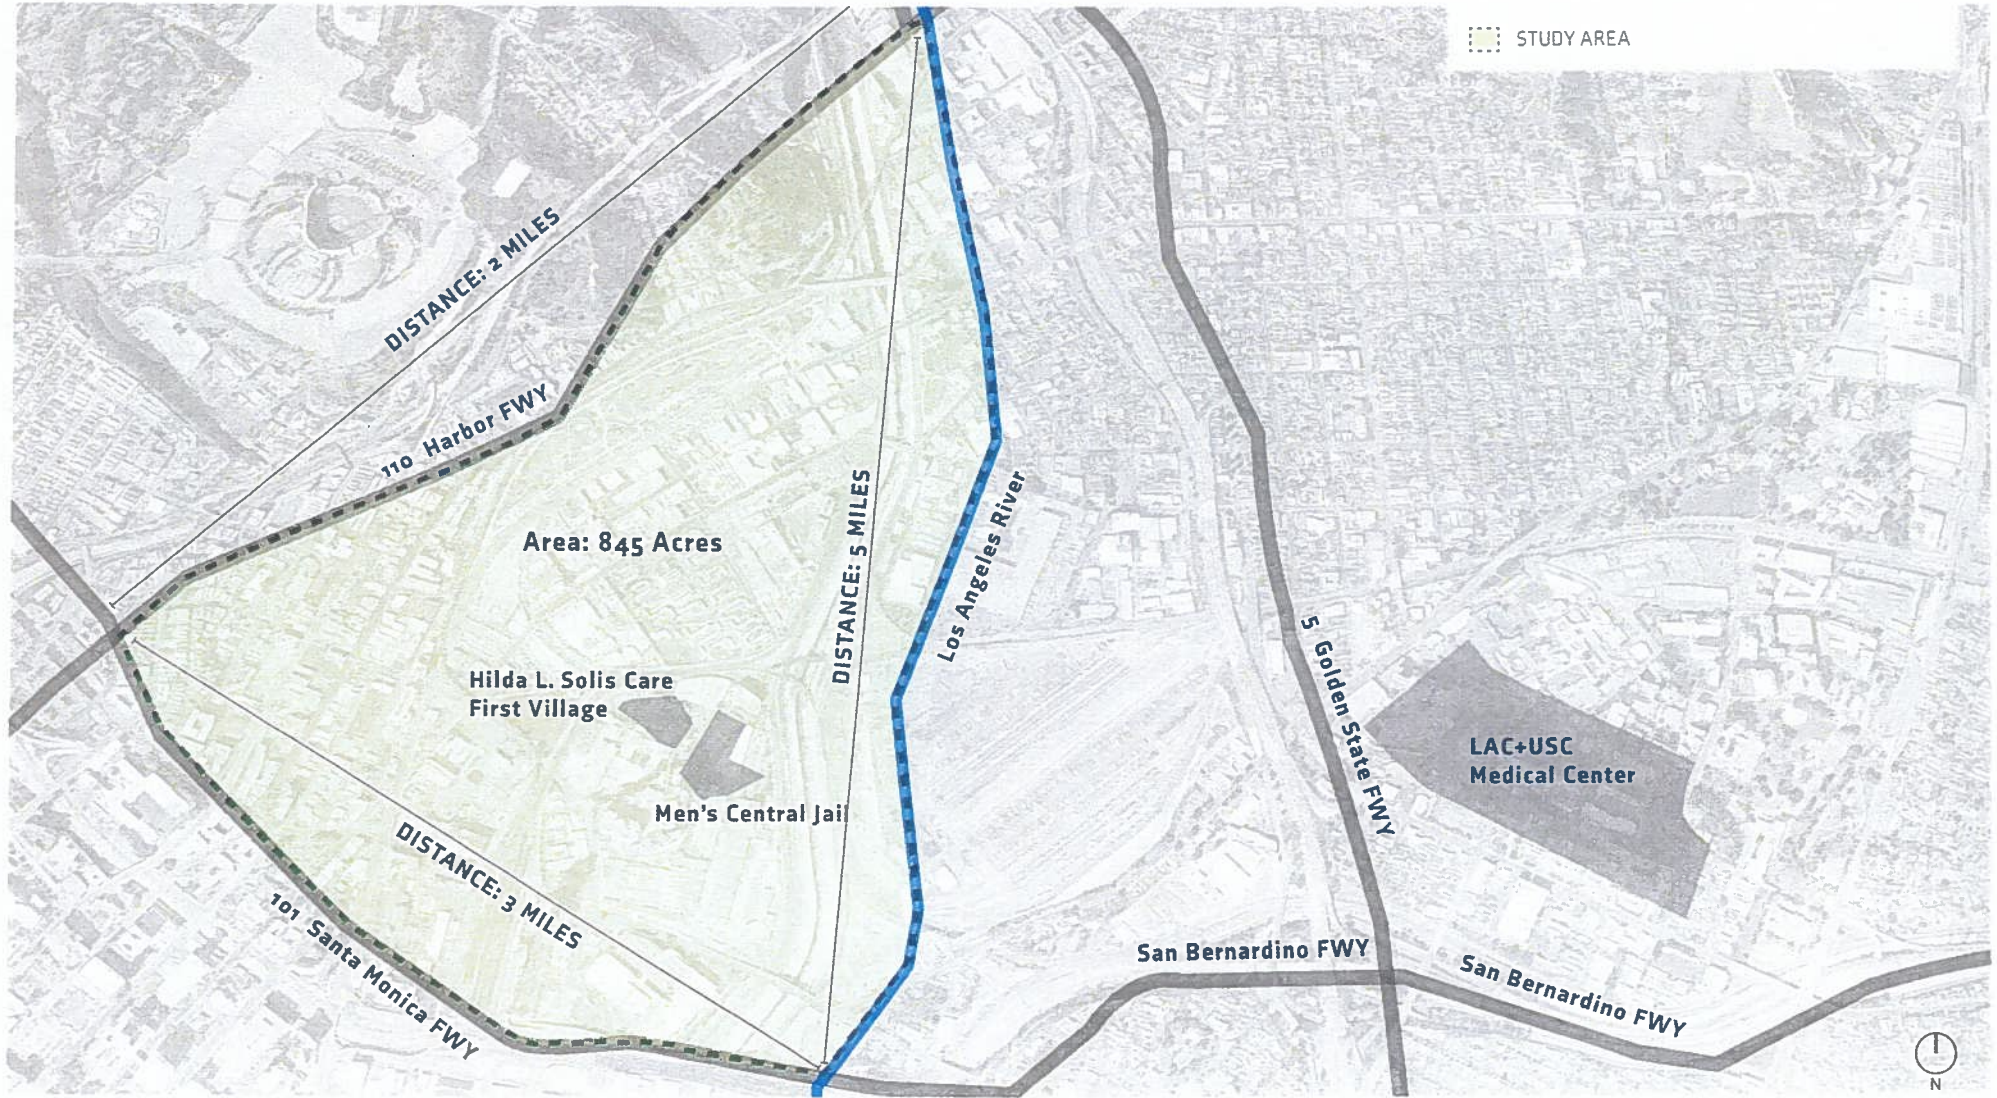 STUDY AREA
DISTANCE: 2 MILES
110 Harbor FWY
Area: 845 Acres
DISTANCE: 5 MILES
Los Angeles River
Hilda L. Solis Care
First Village
Men's Central Jail
5 Golden State FWY
LAC+USC
Medical Center
DISTANCE: 3 MILES
101 Santa Monica FWY
San Bernardino FWY
San Bernardino FWY
N